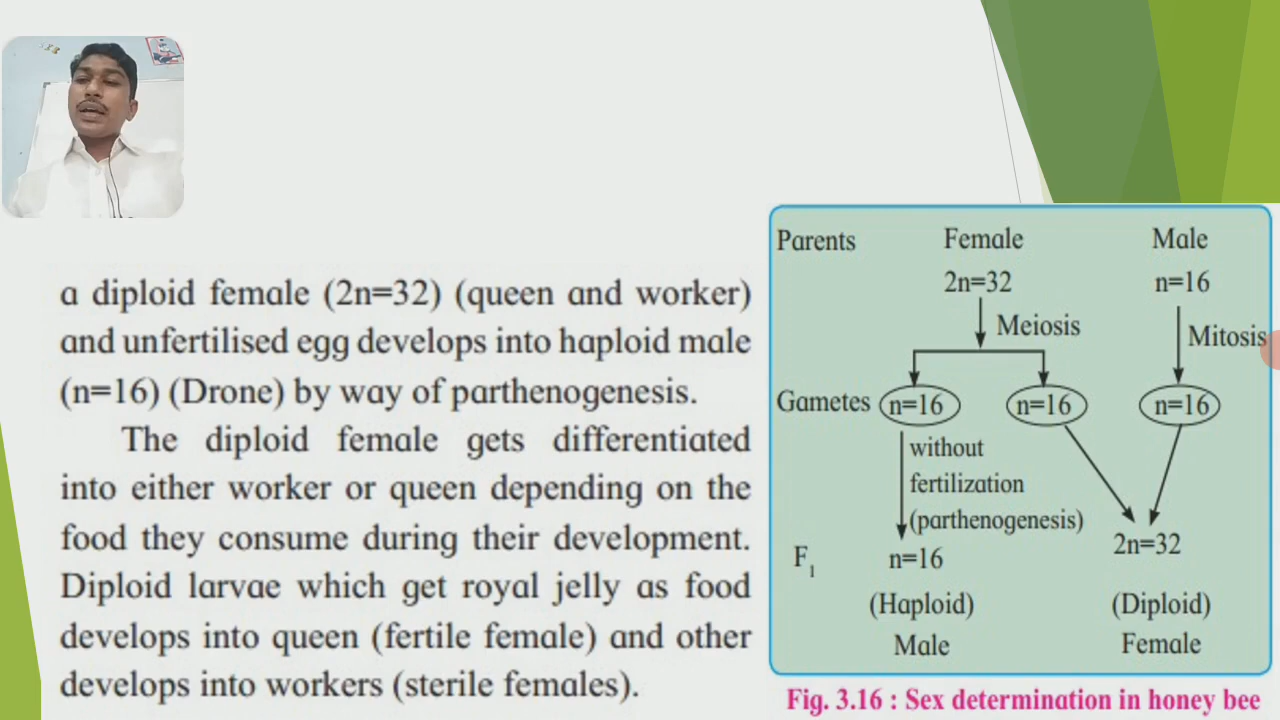 a diploid female (2n=32) (queen and worker)
and unfertilised egg develops into haploid male
(n=16) (Drone) by way of parthenogenesis.
The diploid female gets differentiated
into either worker or queen depending on the
food they consume during their development.
Diploid larvae which get royal jelly as food
develops into queen (fertile female) and other
develops into workers (sterile females).
Parents Female Male
2n=32 n=16
Meiosis Mitosis
Gametes n=16 n=16 n=16
without
fertilization
(parthenogenesis)
F1 n=16 2n=32
(Haploid) (Diploid)
Male Female
Fig. 3.16 : Sex determination in honey bee